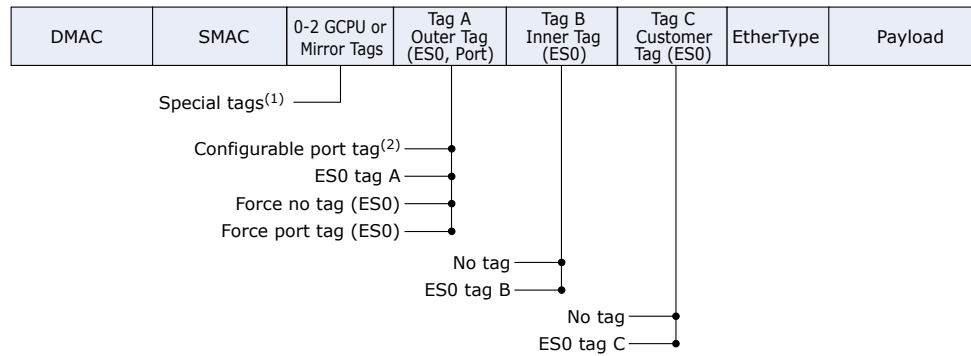 DMAC
SMAC
0-2 GCPU or
Mirror Tags
Tag A
Outer Tag
(ES0, Port)
Tag B
Inner Tag
(ES0)
Tag C
Customer
Tag (ES0)
EtherType
Payload
Special tags(1)
Configurable port tag(2)
ES0 tag A
Force no tag (ES0)
Force port tag (ES0)
No tag
ES0 tag B
No tag
ES0 tag C